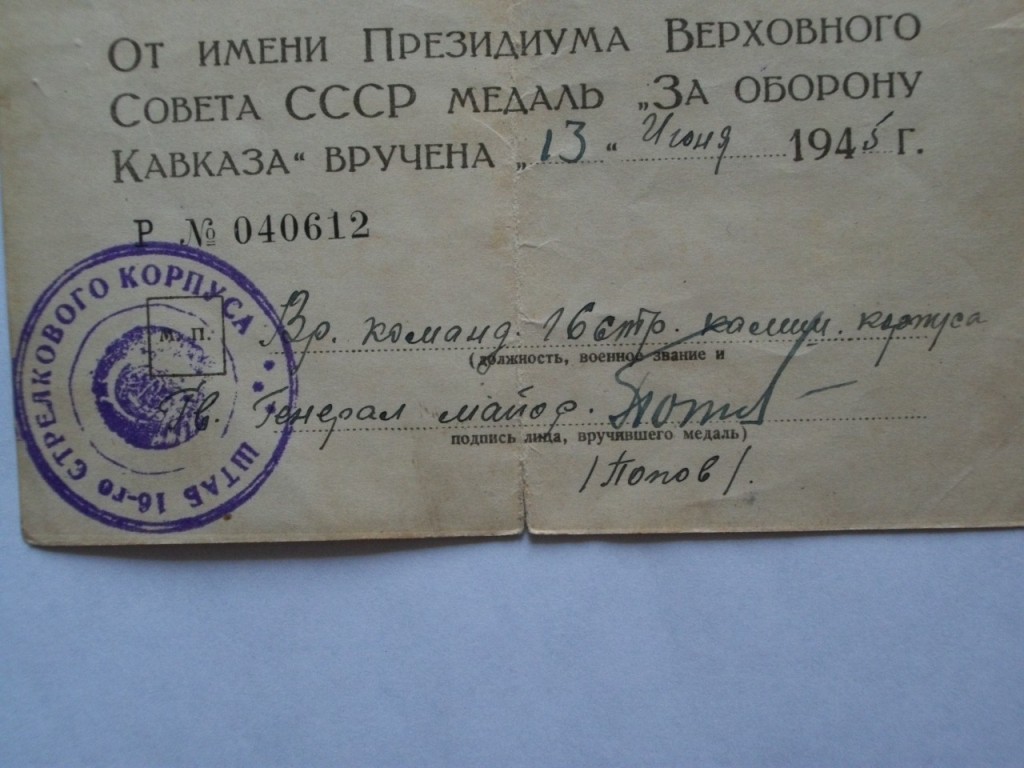 От имени Президиума Верховного
Совета СССР медаль „За оборону
Кавказа“ вручена „13“ Июня 1945 г.
Р № 040612
ШТАБ 16-го СТРЕЛКОВОГО КОРПУСА
М. П.
Вр. команд. 16 стр. корпуса
(должность, военное звание и
Гв. Генерал майор.
подпись лица, вручившего медаль)
/Попов/.